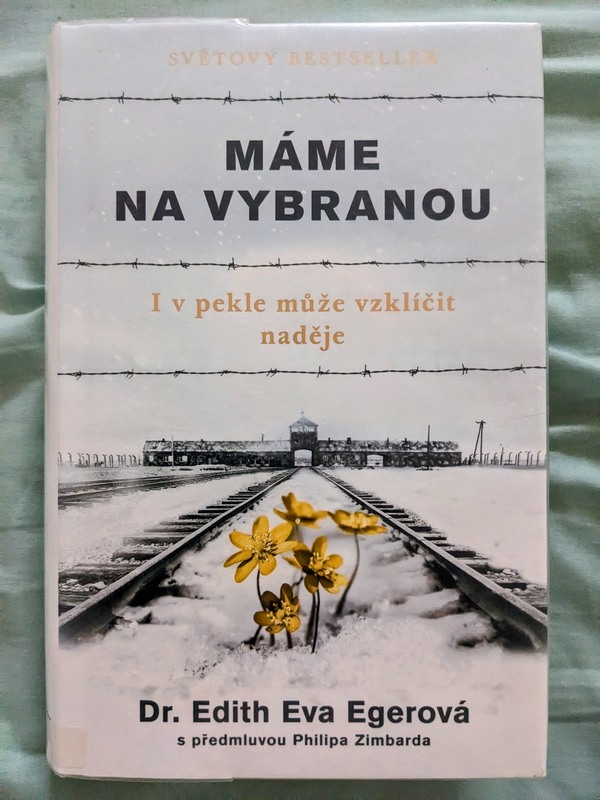 SVĚTOVÝ BESTSELLER
MÁME
NA VYBRANOU
I v pekle může vzklíčit
naděje
Dr. Edith Eva Egerová
s předmluvou Philipa Zimbarda